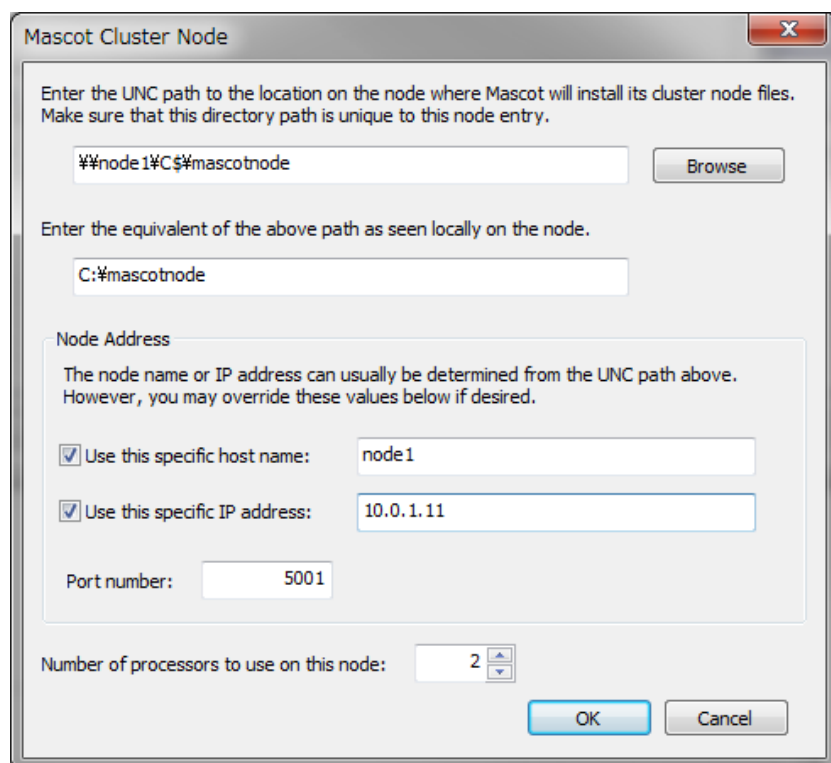 Mascot Cluster Node
Enter the UNC path to the location on the node where Mascot will install its cluster node files.
Make sure that this directory path is unique to this node entry.
¥¥node1¥C$¥mascotnode
Browse
Enter the equivalent of the above path as seen locally on the node.
C:¥mascotnode
Node Address
The node name or IP address can usually be determined from the UNC path above.
However, you may override these values below if desired.
Use this specific host name:
node1
Use this specific IP address:
10.0.1.11
Port number:
5001
Number of processors to use on this node:
2
OK
Cancel